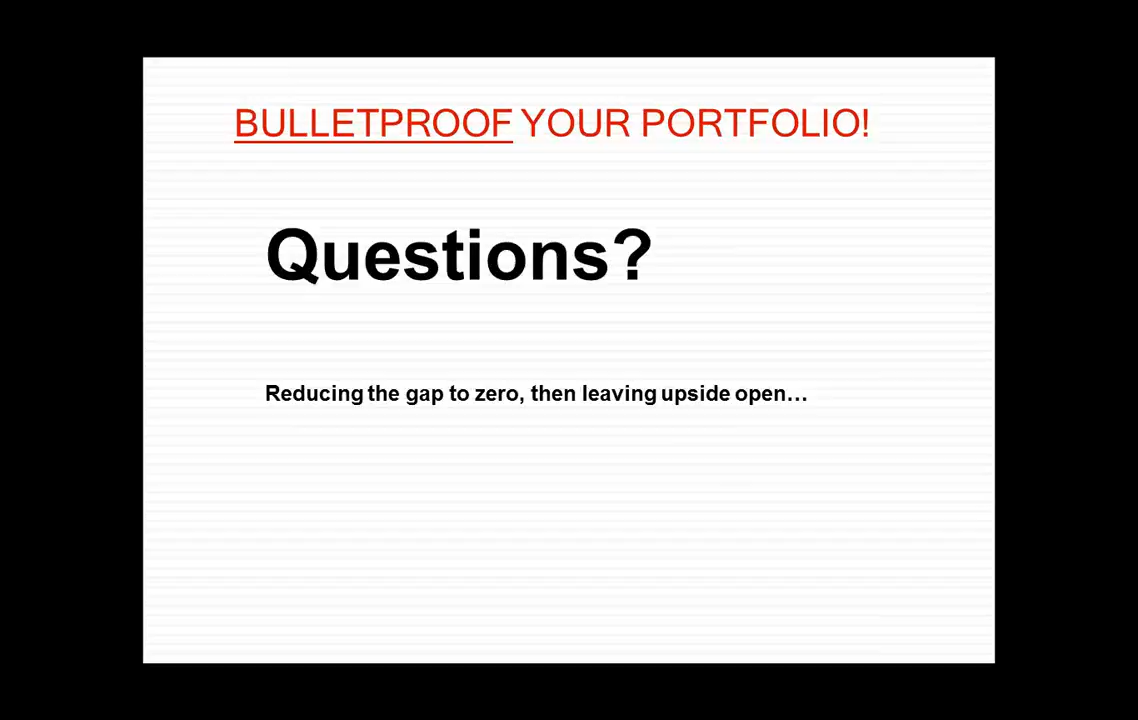 BULLETPROOF YOUR PORTFOLIO!
Questions?
Reducing the gap to zero, then leaving upside open…